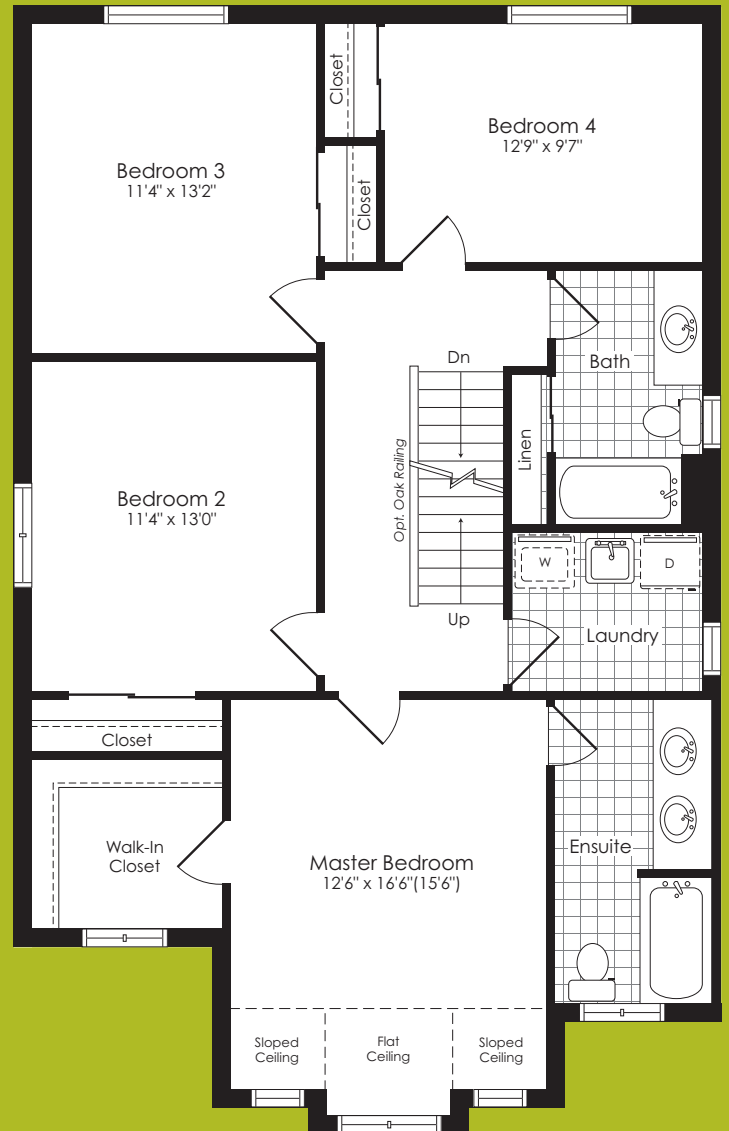 Closet
Bedroom 4
12'9" x 9'7"
Bedroom 3
11'4" x 13'2"
Closet
Dn
Bath
Linen
Opt. Oak Railing
Bedroom 2
11'4" x 13'0"
W
D
Up
Laundry
Closet
Walk-In
Closet
Master Bedroom
12'6" x 16'6"(15'6")
Ensuite
Sloped
Ceiling
Flat
Ceiling
Sloped
Ceiling